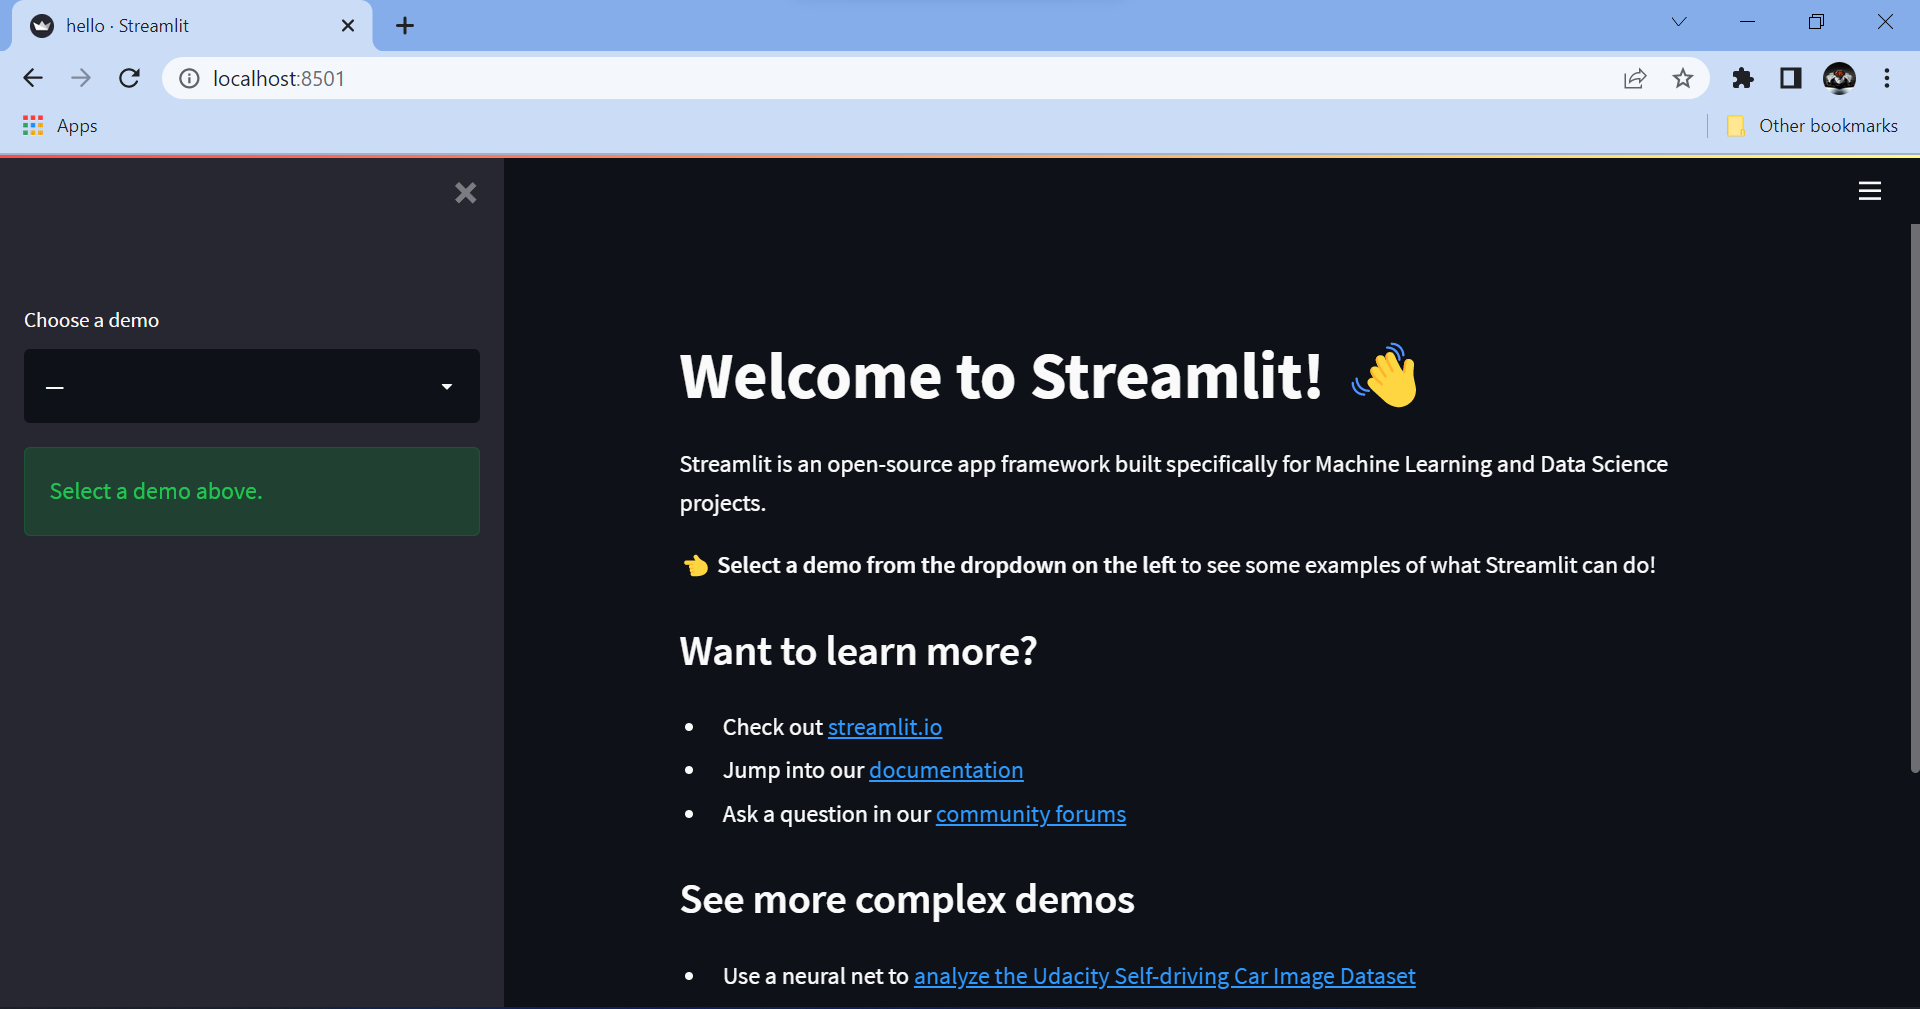 hello · Streamlit
localhost:8501
Apps
Other bookmarks
Choose a demo
—
Select a demo above.
Welcome to Streamlit! 👋
Streamlit is an open-source app framework built specifically for Machine Learning and Data Science
projects.
👈 Select a demo from the dropdown on the left to see some examples of what Streamlit can do!
Want to learn more?
• Check out streamlit.io
• Jump into our documentation
• Ask a question in our community forums
See more complex demos
• Use a neural net to analyze the Udacity Self-driving Car Image Dataset